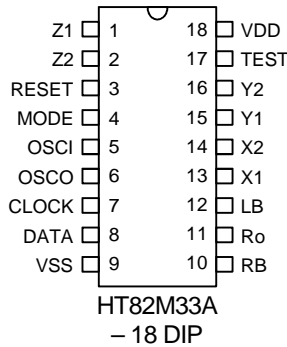 Z1 1 18 VDD
Z2 2 17 TEST
RESET 3 16 Y2
MODE 4 15 Y1
OSCI 5 14 X2
OSCO 6 13 X1
CLOCK 7 12 LB
DATA 8 11 Ro
VSS 9 10 RB
HT82M33A
– 18 DIP